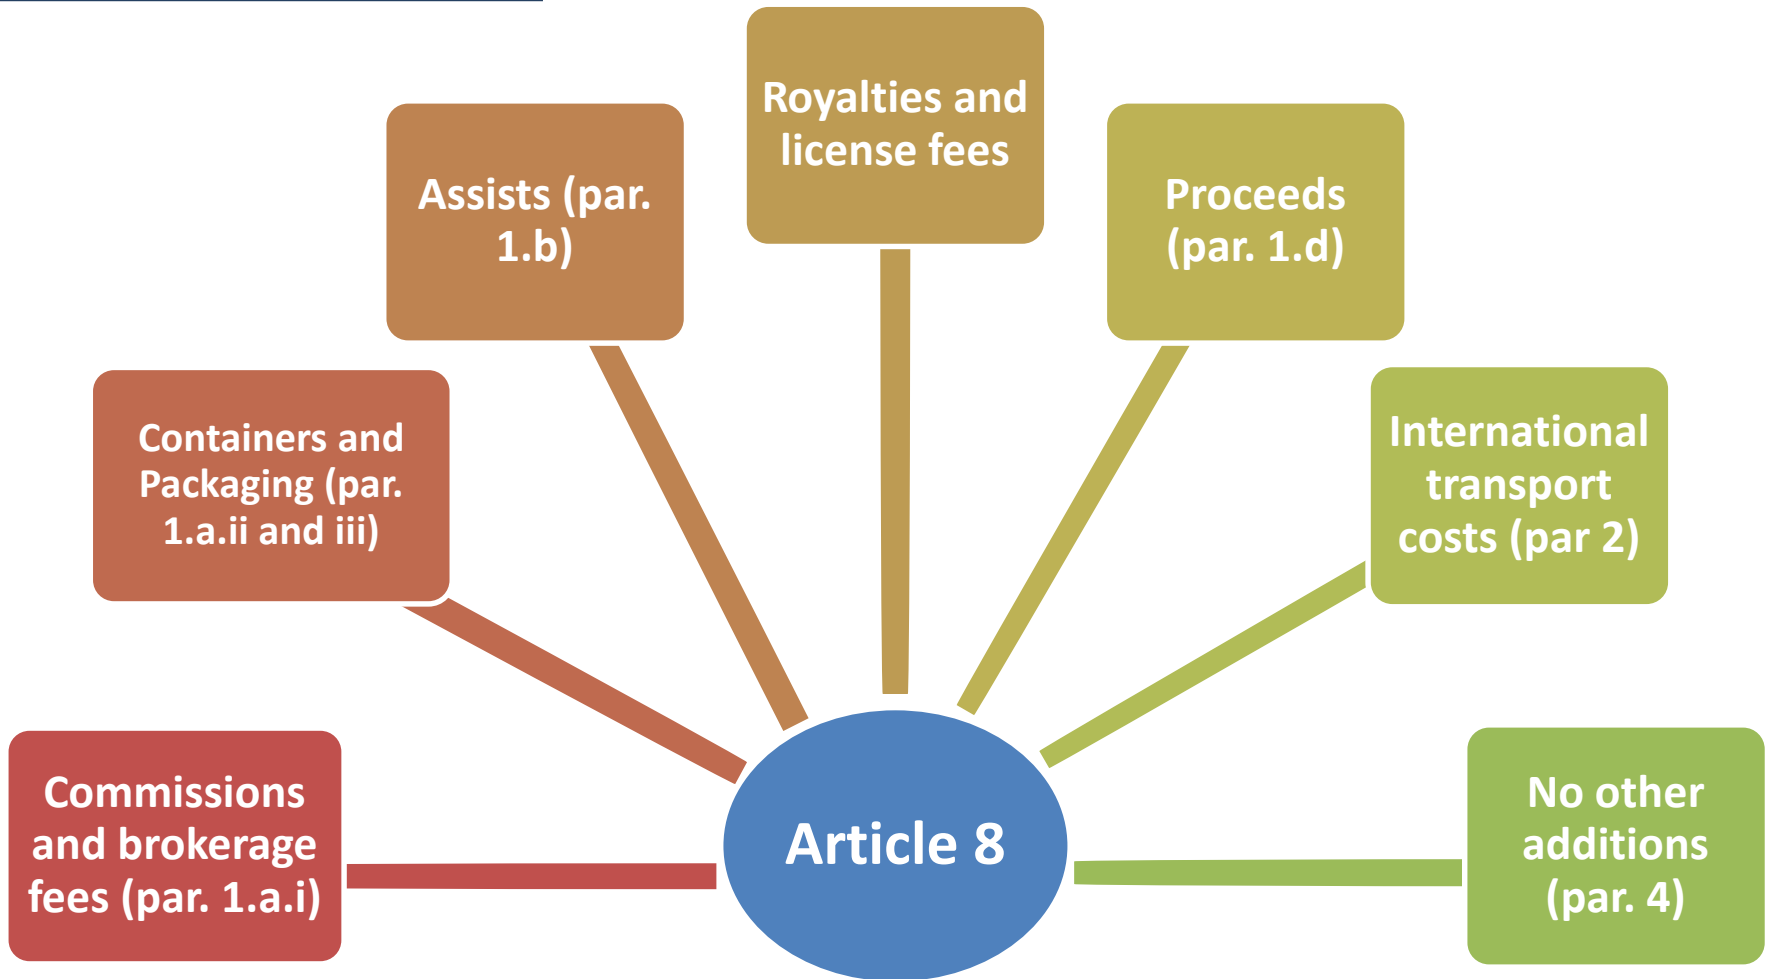 Royalties and
license fees
Assists (par.
1.b)
Proceeds
(par. 1.d)
Containers and
Packaging (par.
1.a.ii and iii)
International
transport
costs (par 2)
Commissions
and brokerage
fees (par. 1.a.i)
Article 8
No other
additions
(par. 4)